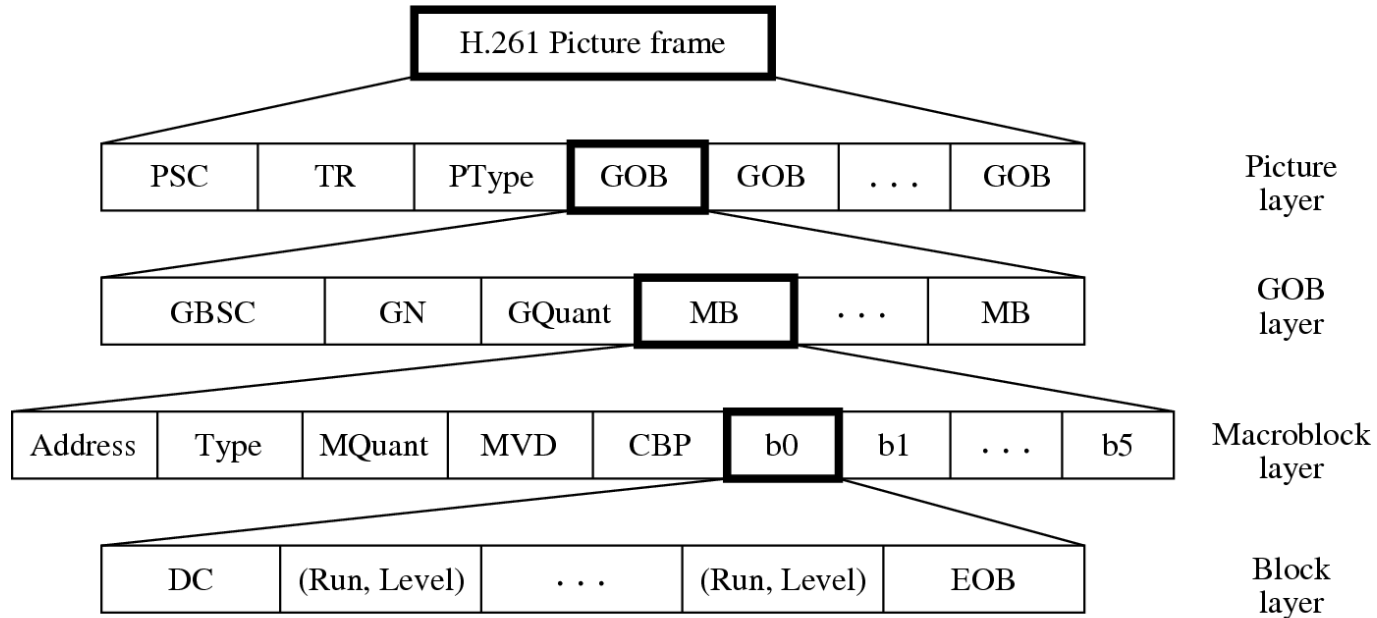 H.261 Picture frame
PSC TR PType GOB GOB . . . GOB
Picture
layer
GBSC GN GQuant MB . . . MB
GOB
layer
Address Type MQuant MVD CBP b0 b1 . . . b5
Macroblock
layer
DC (Run, Level) . . . (Run, Level) EOB
Block
layer